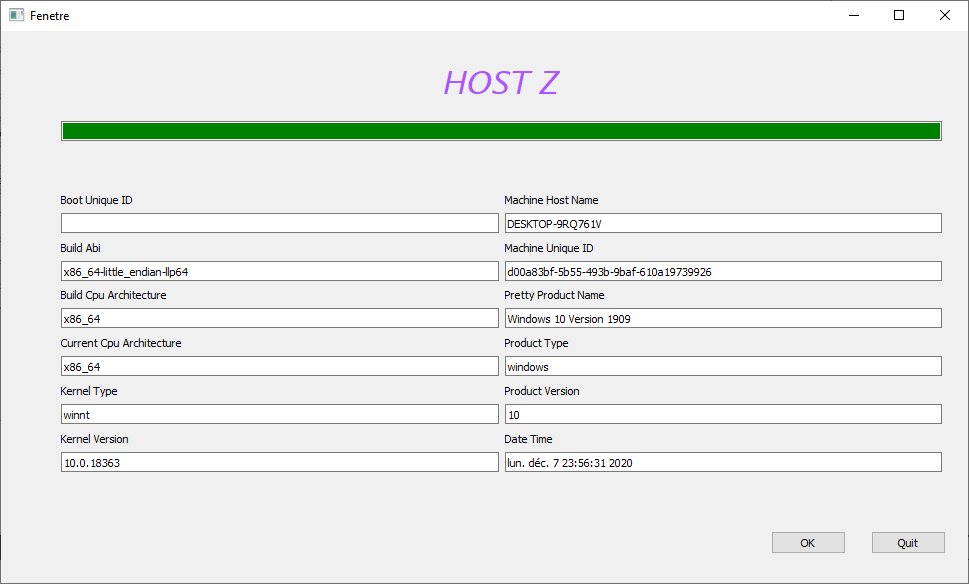 Fenetre
HOST Z
Boot Unique ID
Machine Host Name
DESKTOP-9RQ761V
Build Abi
Machine Unique ID
x86_64-little_endian-llp64
d00a83bf-5b55-493b-9baf-610a19739926
Build Cpu Architecture
Pretty Product Name
x86_64
Windows 10 Version 1909
Current Cpu Architecture
Product Type
x86_64
windows
Kernel Type
Product Version
winnt
10
Kernel Version
Date Time
10.0.18363
lun. déc. 7 23:56:31 2020
OK
Quit